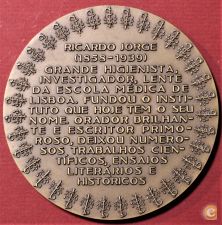 RICARDO JORGE
(1858-1939)
GRANDE HIGIENISTA,
INVESTIGADOR, LENTE
DA ESCOLA MÉDICA DE
LISBOA. FUNDOU O INSTI-
TUTO QUE HOJE TEM O SEU
NOME. ORADOR BRILHAN-
TE E ESCRITOR PRIMO-
ROSO, DEIXOU NUMERO-
SOS TRABALHOS CIEN-
TÍFICOS, ENSAIOS
LITERÁRIOS E
HISTÓRICOS